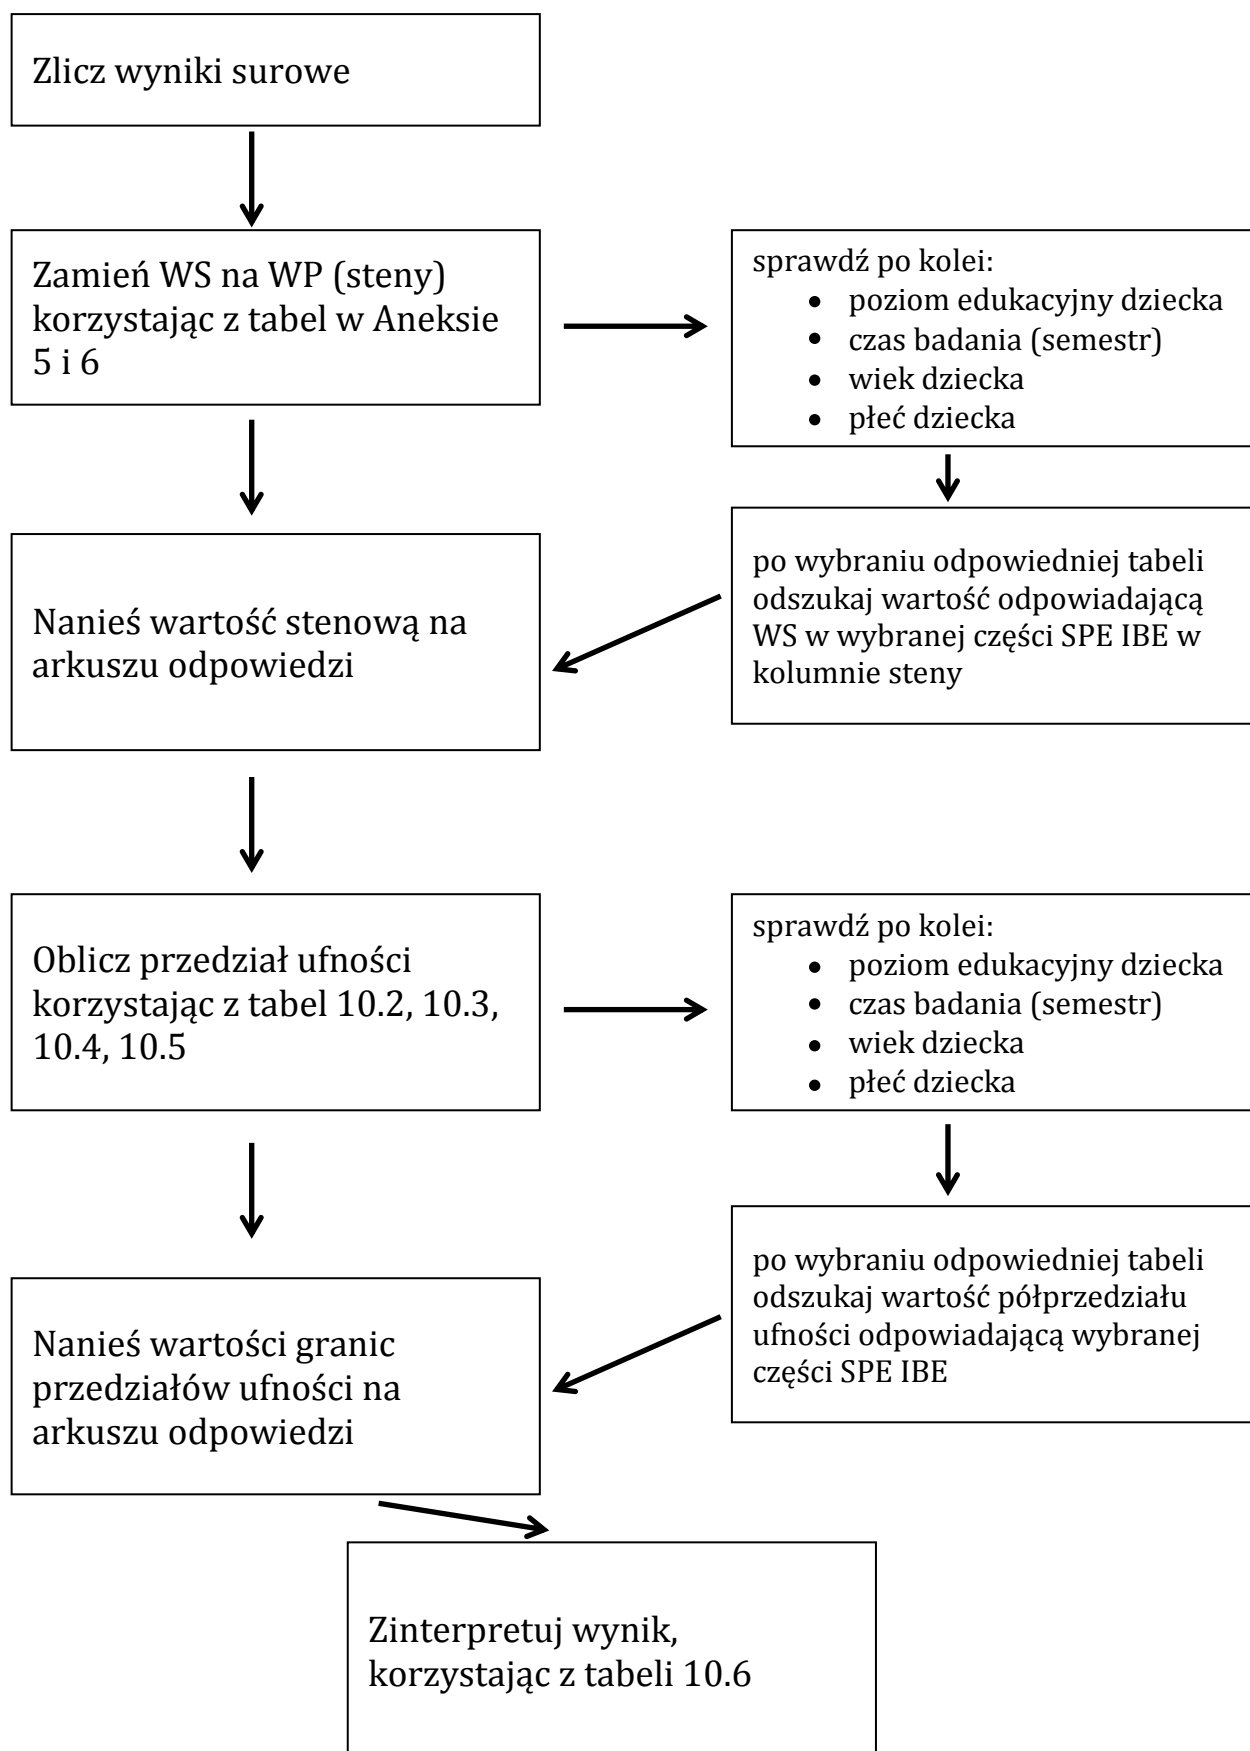 Zlicz wyniki surowe
Zamień WS na WP (steny)
korzystając z tabel w Aneksie
5 i 6
sprawdź po kolei:
• poziom edukacyjny dziecka
• czas badania (semestr)
• wiek dziecka
• płeć dziecka
po wybraniu odpowiedniej tabeli
odszukaj wartość odpowiadającą
WS w wybranej części SPE IBE w
kolumnie steny
Nanieś wartość stenową na
arkuszu odpowiedzi
Oblicz przedział ufności
korzystając z tabel 10.2, 10.3,
10.4, 10.5
sprawdź po kolei:
• poziom edukacyjny dziecka
• czas badania (semestr)
• wiek dziecka
• płeć dziecka
po wybraniu odpowiedniej tabeli
odszukaj wartość półprzedziału
ufności odpowiadającą wybranej
części SPE IBE
Nanieś wartości granic
przedziałów ufności na
arkuszu odpowiedzi
Zinterpretuj wynik,
korzystając z tabeli 10.6